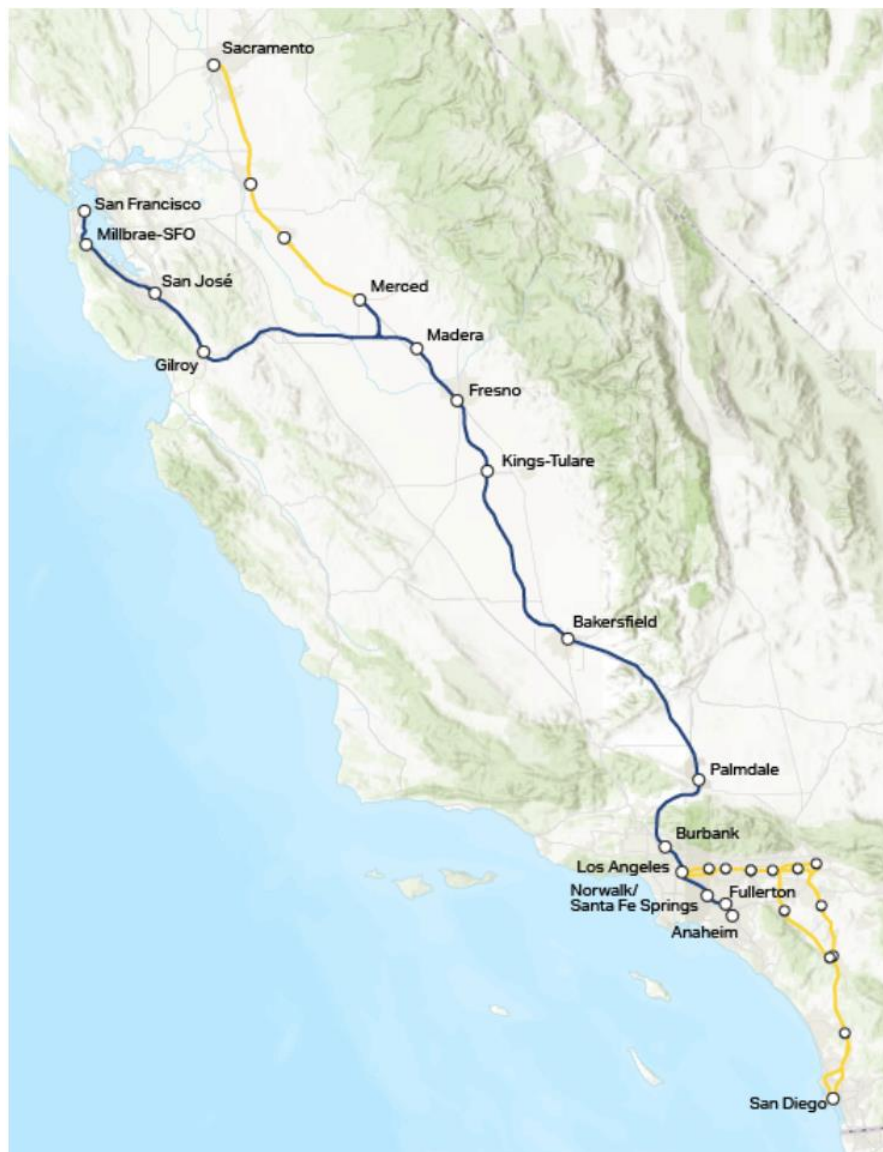 Sacramento
San Francisco
Millbrae-SFO
San José
Merced
Madera
Gilroy
Fresno
Kings-Tulare
Bakersfield
Palmdale
Burbank
Los Angeles
Norwalk/
Santa Fe Springs
Fullerton
Anaheim
San Diego